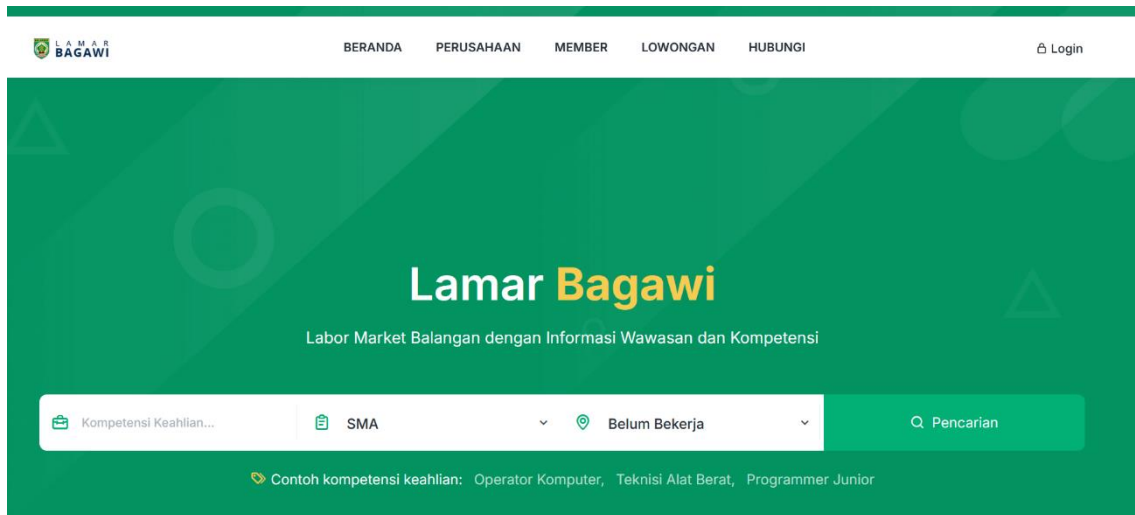 LAMAR
BAGAWI
BERANDA PERUSAHAAN MEMBER LOWONGAN HUBUNGI Login
Lamar Bagawi
Labor Market Balangan dengan Informasi Wawasan dan Kompetensi
Kompetensi Keahlian... SMA Belum Bekerja Pencarian
Contoh kompetensi keahlian: Operator Komputer, Teknisi Alat Berat, Programmer Junior